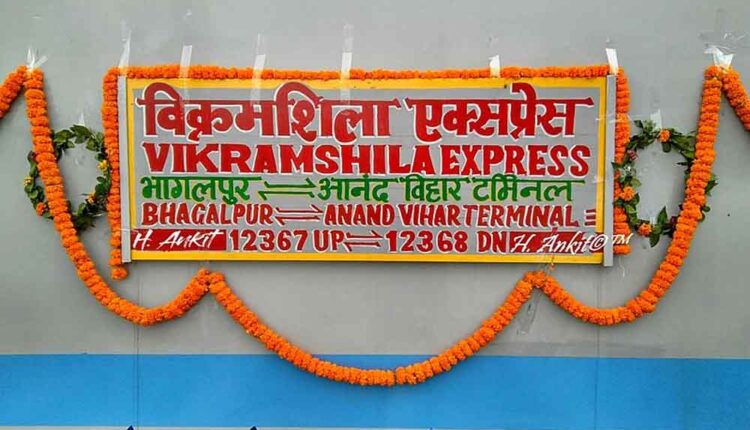 विक्रमशिला एक्सप्रेस
VIKRAMSHILA EXPRESS
भागलपुर ⇌ आनंद विहार टर्मिनल
BHAGALPUR ⇌ ANAND VIHAR TERMINAL
H. Ankit 12367 UP ⇌ 12368 DN H. Ankit©™